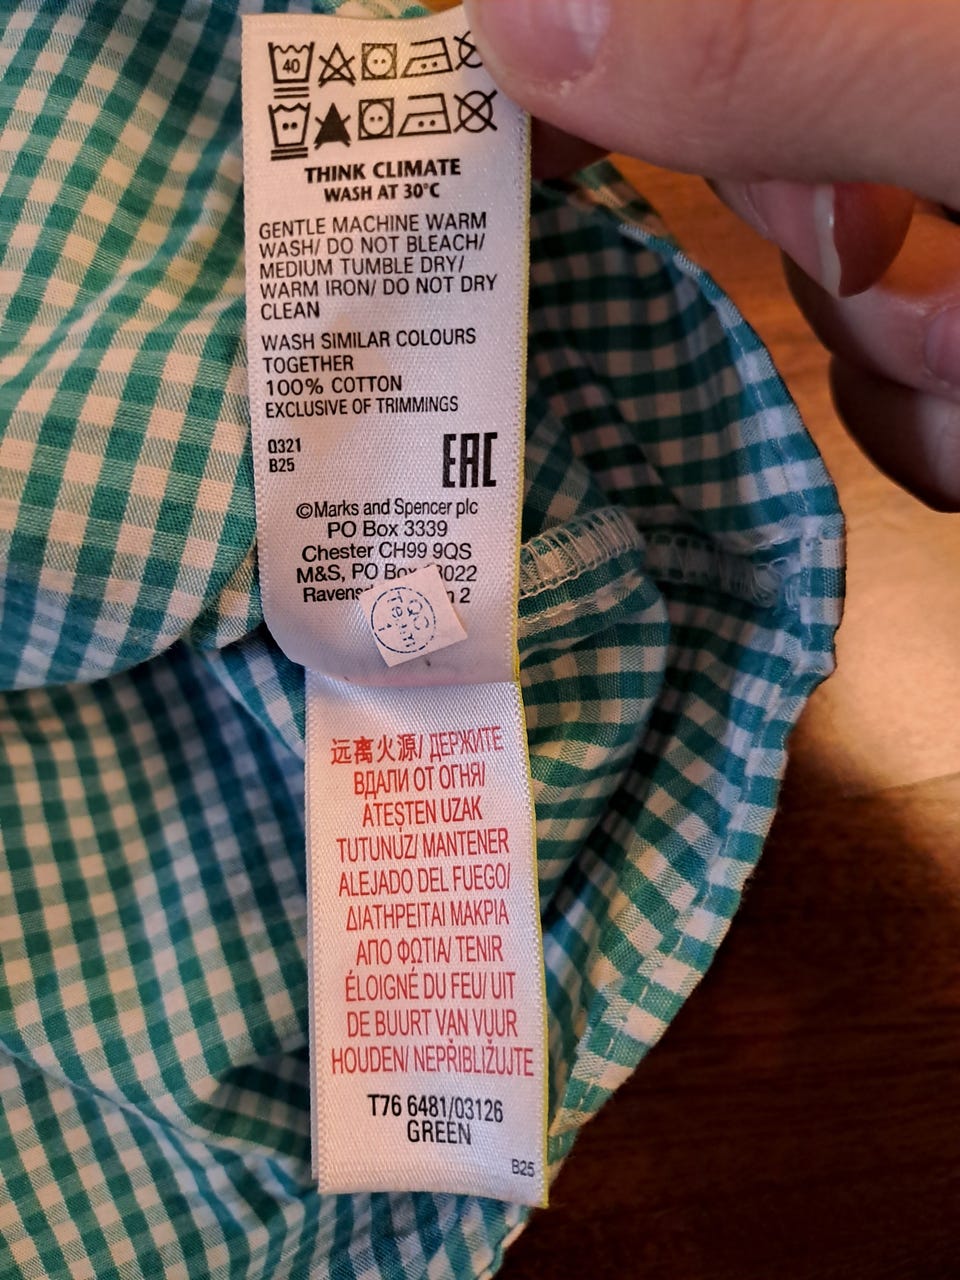 40
THINK CLIMATE
WASH AT 30°C
GENTLE MACHINE WARM
WASH/ DO NOT BLEACH/
MEDIUM TUMBLE DRY/
WARM IRON/ DO NOT DRY
CLEAN
WASH SIMILAR COLOURS
TOGETHER
100% COTTON
EXCLUSIVE OF TRIMMINGS
Q321
B25
EAC
©Marks and Spencer plc
PO Box 3339
Chester CH99 9QS
M&S, PO
2
远离火源/ ДЕРЖИТЕ
ВДАЛИ ОТ ОГНЯ/
ATEŞTEN UZAK
TUTUNUZ/ MANTENER
ALEJADO DEL FUEGO/
ΔΙΑΤΗΡΕΙΤΑΙ ΜΑΚΡΙΑ
ΑΠΟ ΦΩΤΙΑ/ TENIR
ÉLOIGNÉ DU FEU/ UIT
DE BUURT VAN VUUR
HOUDEN/ NEPŘIBLIŽUJTE
T76 6481/03126
GREEN
B25